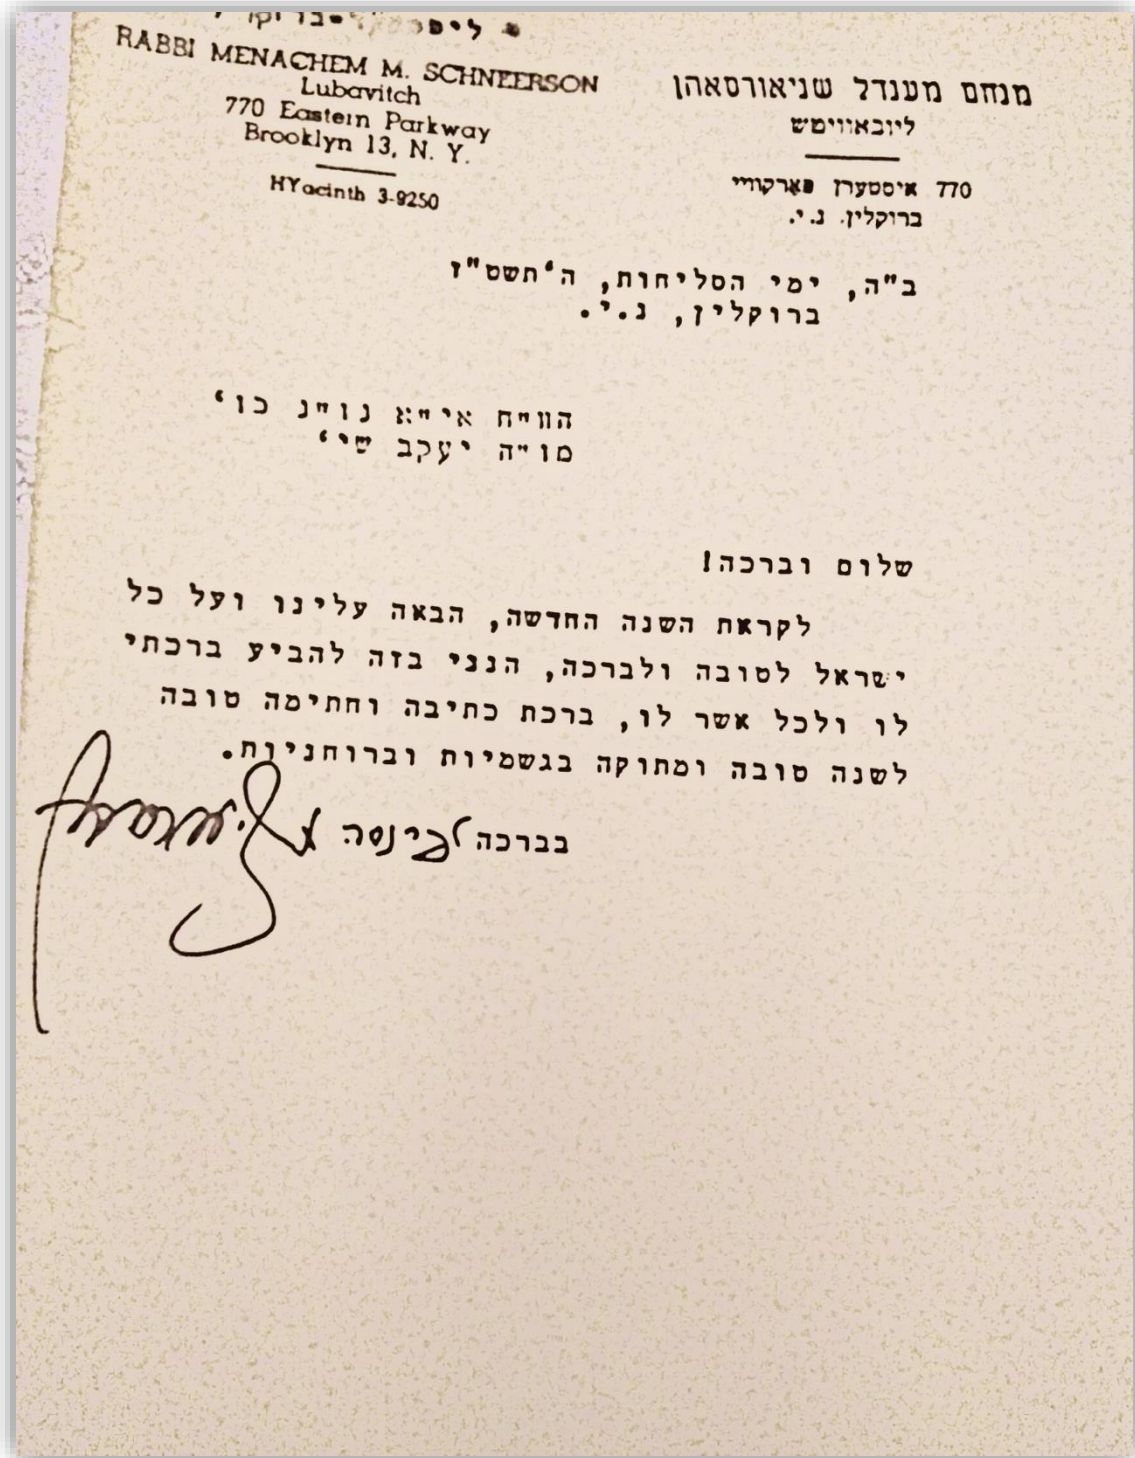 RABBI MENACHEM M. SCHNEERSON
Lubavitch
770 Eastern Parkway
Brooklyn 13, N. Y.
HYacinth 3-9250
מנחם מענדל שניאורסאהן
ליובאוויטש
770 איסטערן פארקוויי
ברוקלין. נ.י.
ב"ה, ימי הסליחות, ה'תשט"ז
ברוקלין, נ.י.
הוו"ח אי"א נו"נ כו'
מו"ה יעקב שי'
שלום וברכה!
לקראת השנה החדשה, הבאה עלינו ועל כל
ישראל לטובה ולברכה, הנני בזה להביע ברכתי
לו ולכל אשר לו, ברכת כתיבה וחתימה טובה
לשנה טובה ומתוקה בגשמיות וברוחניות.
בברכה